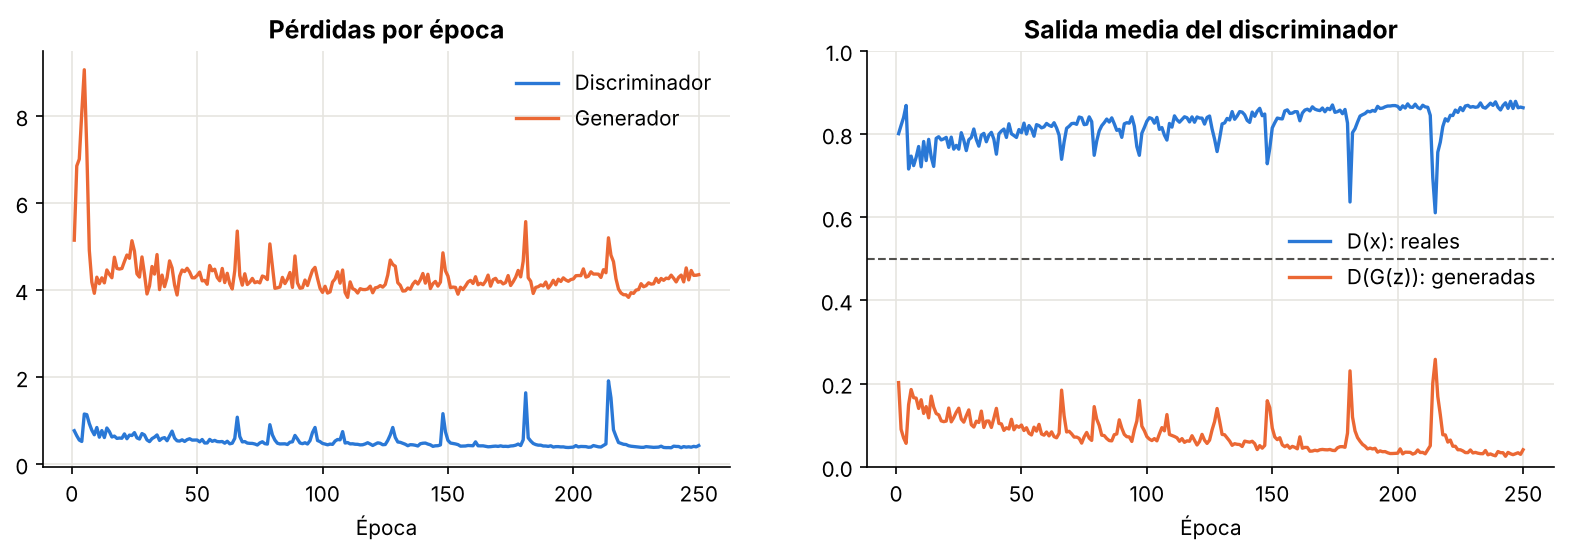 Pérdidas por época
Discriminador
Generador
8
6
4
2
0
0 50 100 150 200 250
Época
Salida media del discriminador
1.0
0.8
0.6
D(x): reales
D(G(z)): generadas
0.4
0.2
0.0
0 50 100 150 200 250
Época